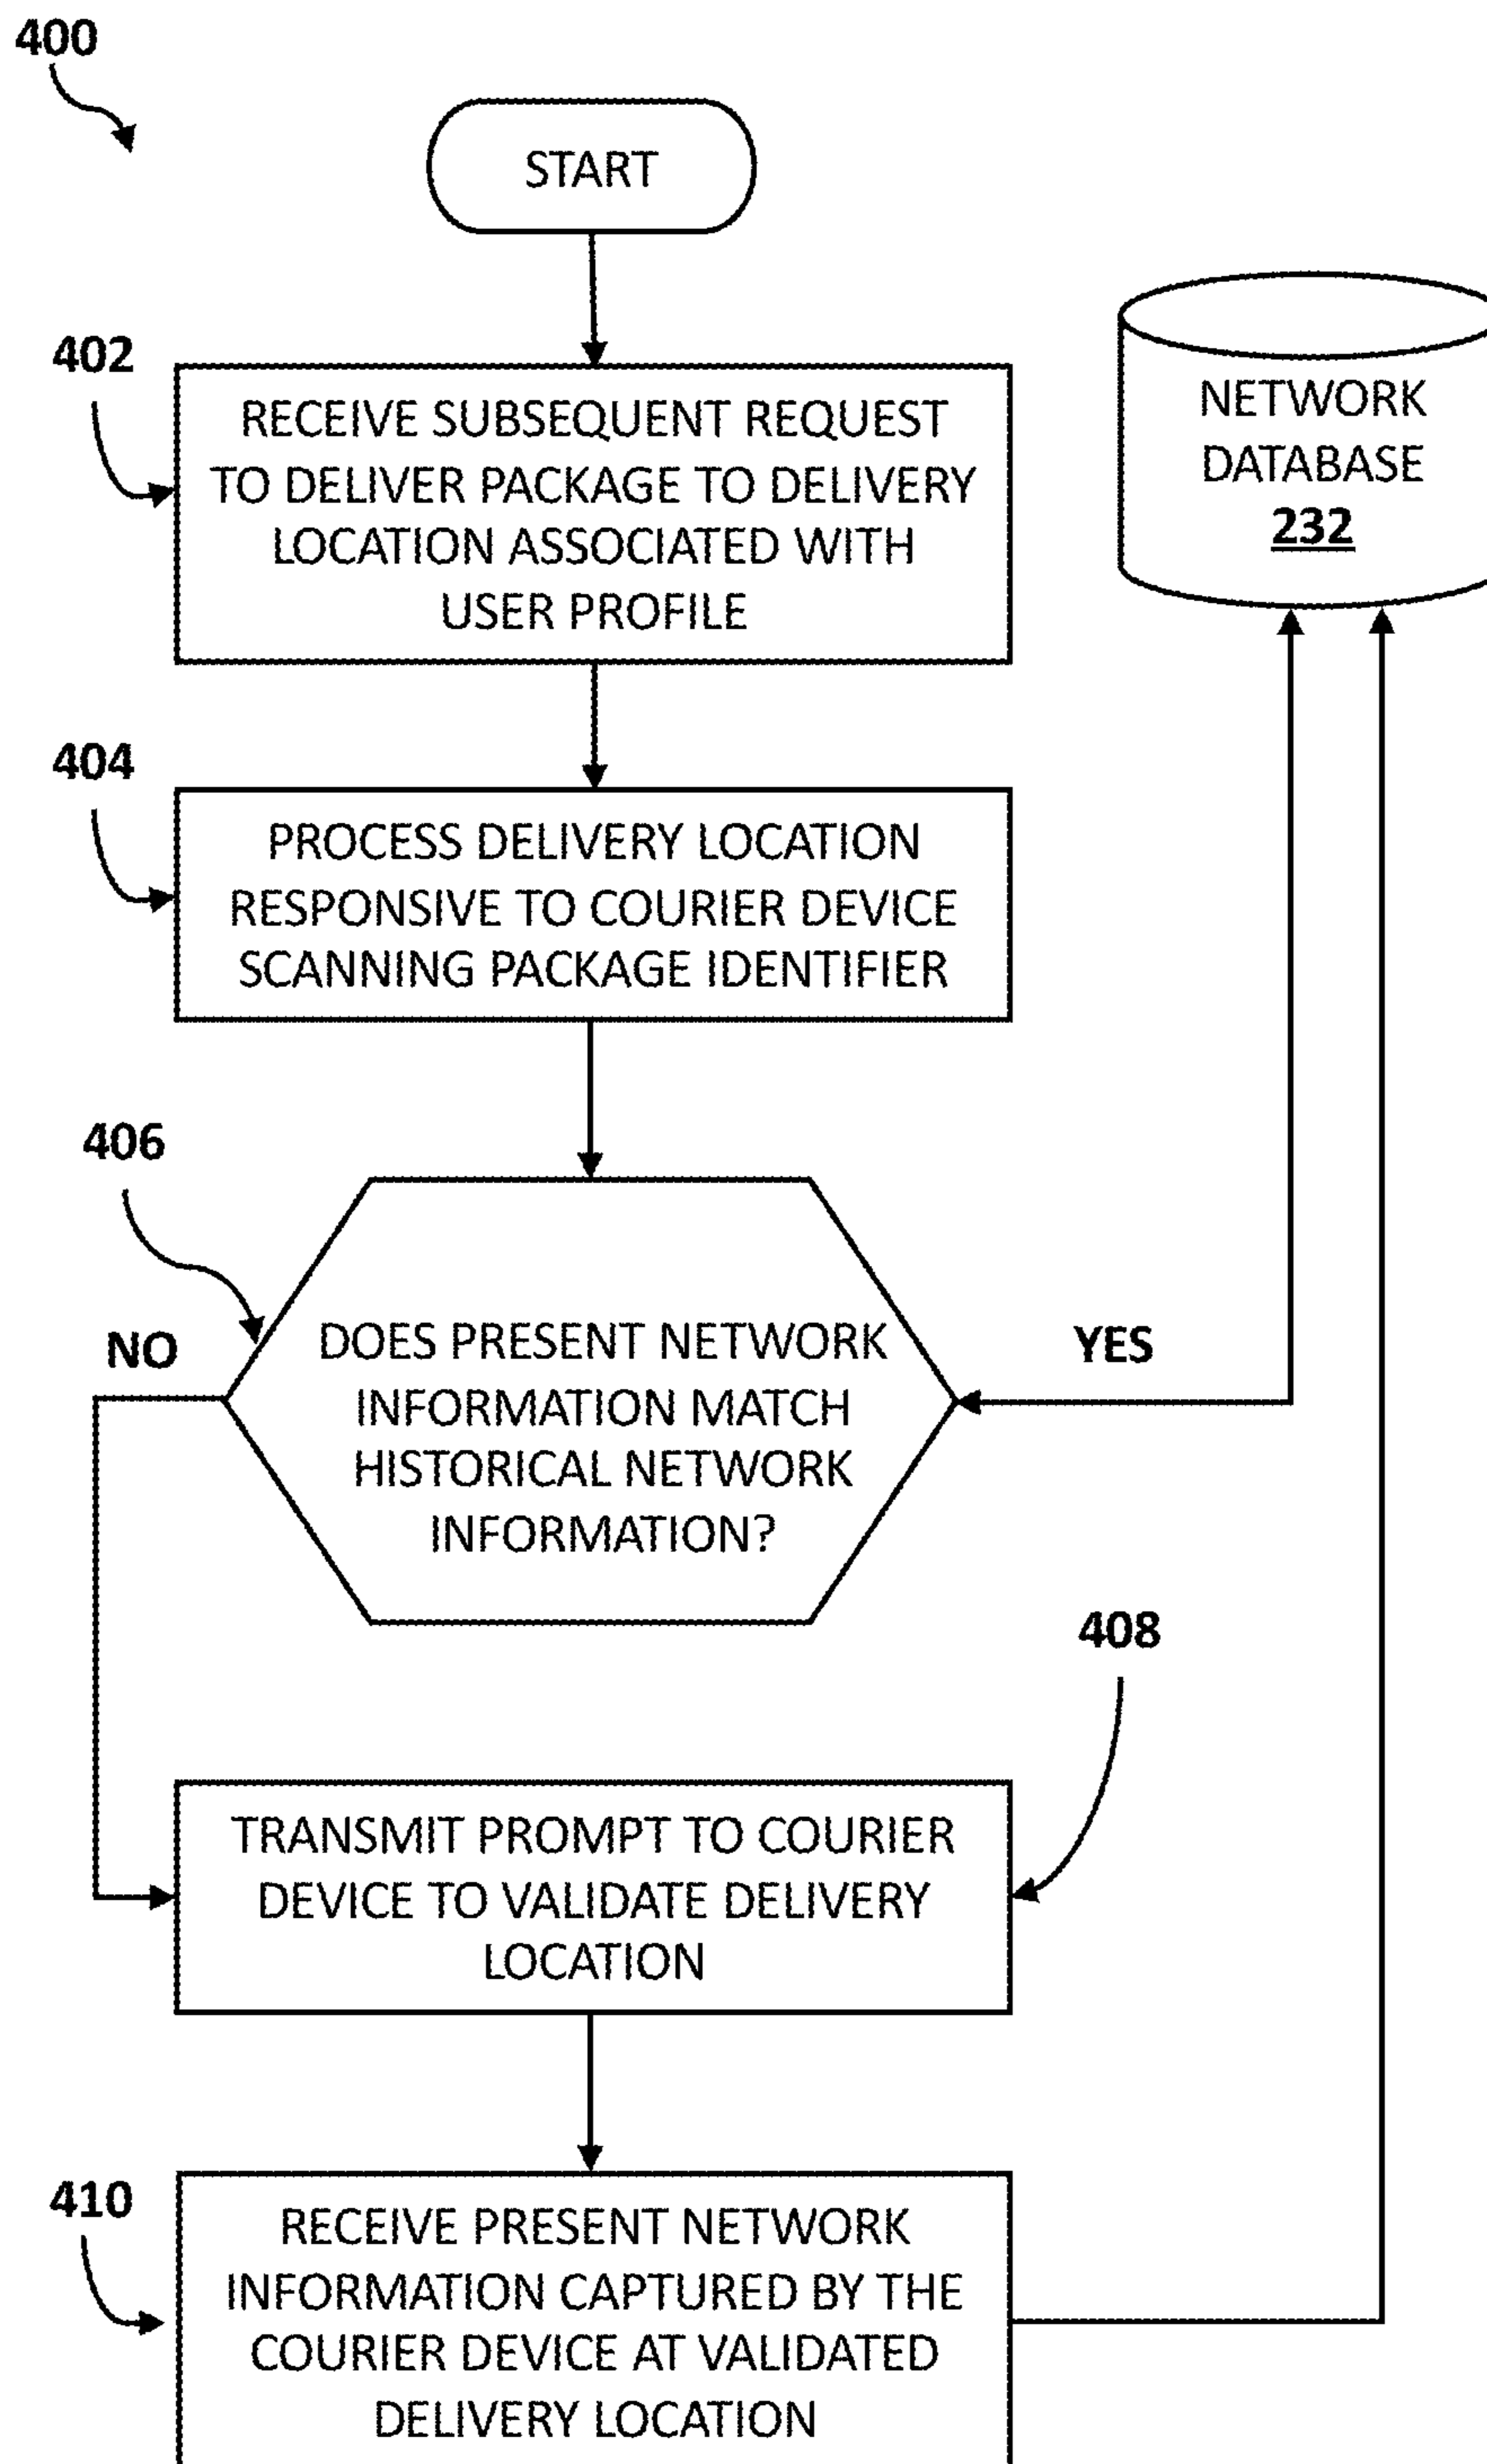 400
START
402
RECEIVE SUBSEQUENT REQUEST
TO DELIVER PACKAGE TO DELIVERY
LOCATION ASSOCIATED WITH
USER PROFILE
NETWORK
DATABASE
232
404
PROCESS DELIVERY LOCATION
RESPONSIVE TO COURIER DEVICE
SCANNING PACKAGE IDENTIFIER
406
NO
DOES PRESENT NETWORK
INFORMATION MATCH
HISTORICAL NETWORK
INFORMATION?
YES
408
TRANSMIT PROMPT TO COURIER
DEVICE TO VALIDATE DELIVERY
LOCATION
410
RECEIVE PRESENT NETWORK
INFORMATION CAPTURED BY THE
COURIER DEVICE AT VALIDATED
DELIVERY LOCATION